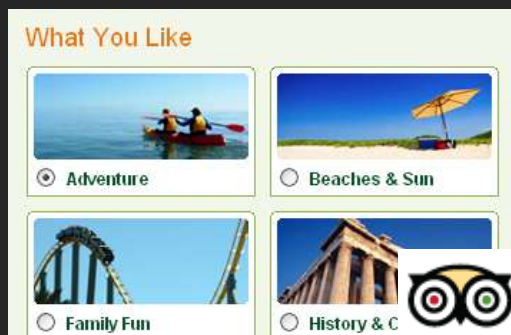 What You Like
Adventure
Beaches & Sun
Family Fun
History &